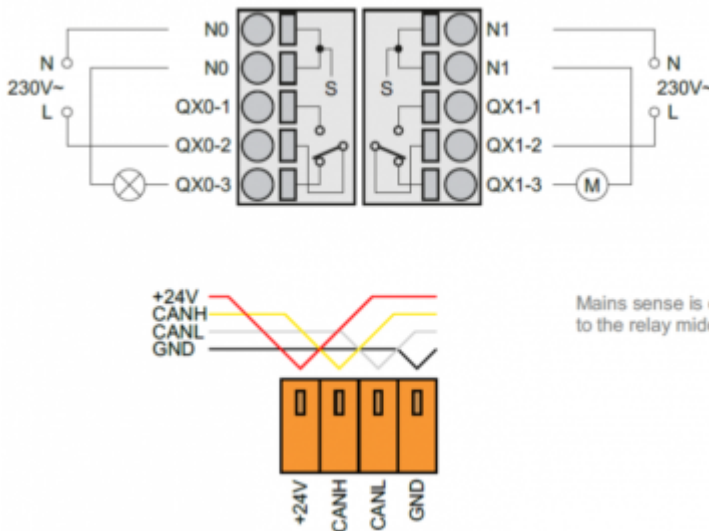 N0
N0
QX0-1
QX0-2
QX0-3
N
230V~
L
S
S
N1
N1
QX1-1
QX1-2
QX1-3
N
230V~
L
M
+24V
CANH
CANL
GND
Mains sense is
to the relay
+24V
CANH
CANL
GND